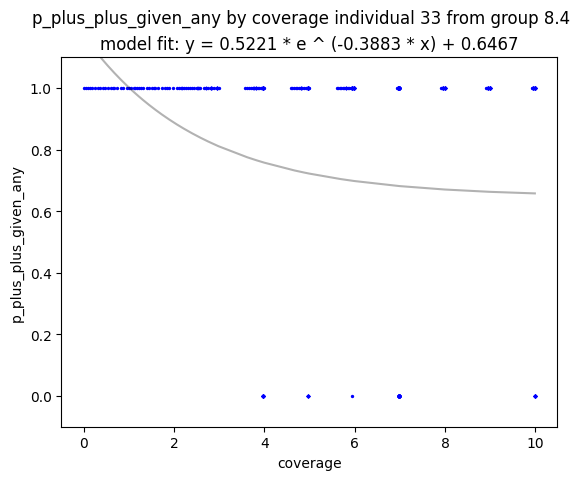 p_plus_plus_given_any by coverage individual 33 from group 8.4
model fit: y = 0.5221 * e ^ (-0.3883 * x) + 0.6467
1.0
0.8
0.6
0.4
0.2
0.0
p_plus_plus_given_any
0 2 4 6 8 10
coverage